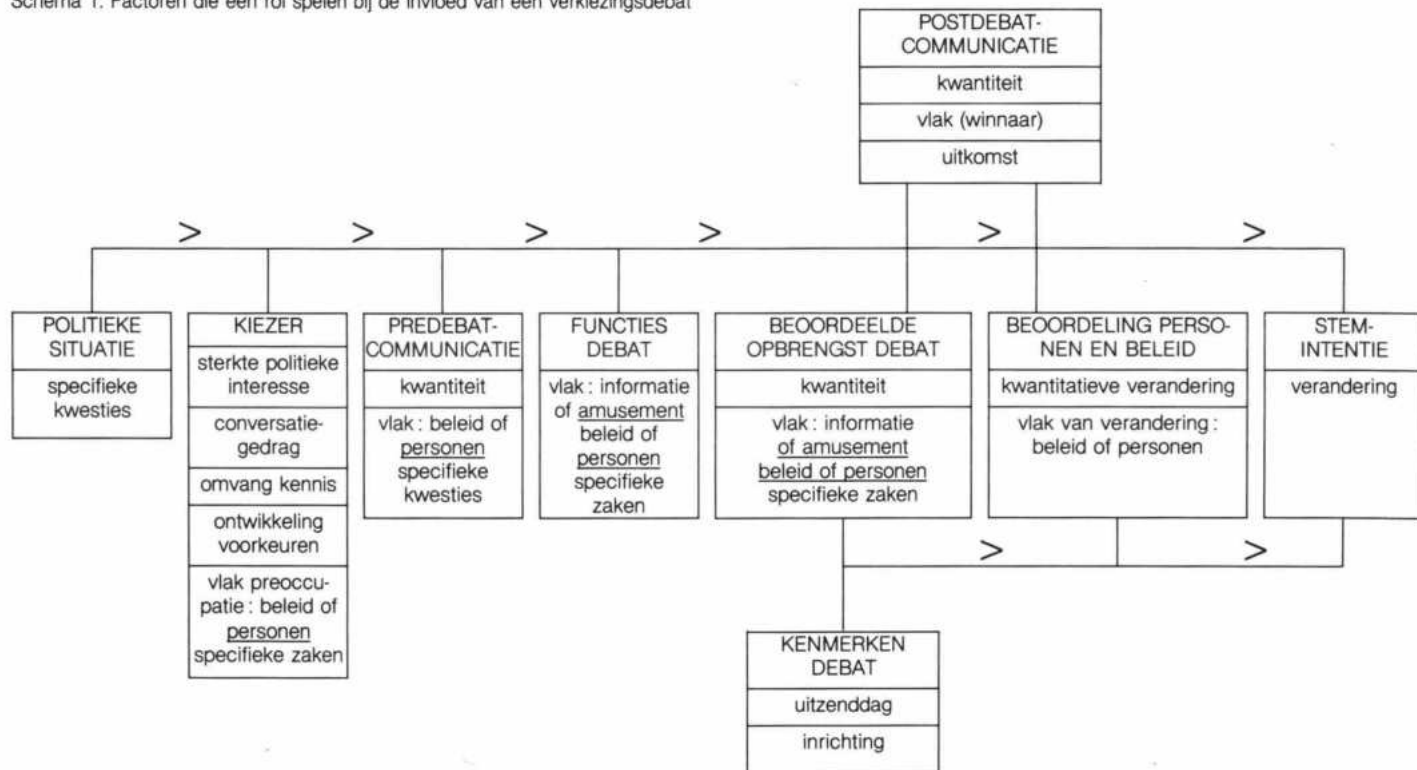 Schema 1. Factoren die een rol spelen bij de invloed van een verkiezingsdebat
POSTDEBAT-
COMMUNICATIE
kwantiteit
vlak (winnaar)
uitkomst
> > > > > >
POLITIEKE
SITUATIE
specifieke
kwesties
KIEZER
sterkte politieke
interesse
conversatie-
gedrag
omvang kennis
ontwikkeling
voorkeuren
vlak preoccu-
patie : beleid of
personen
specifieke zaken
PREDEBAT-
COMMUNICATIE
kwantiteit
vlak : beleid of
personen
specifieke
kwesties
FUNCTIES
DEBAT
vlak : informatie
of amusement
beleid of
personen
specifieke
zaken
BEOORDEELDE
OPBRENGST DEBAT
kwantiteit
vlak : informatie
of amusement
beleid of personen
specifieke zaken
BEOORDELING PERSO-
NEN EN BELEID
kwantitatieve verandering
vlak van verandering :
beleid of personen
STEM-
INTENTIE
verandering
> >
KENMERKEN
DEBAT
uitzenddag
inrichting